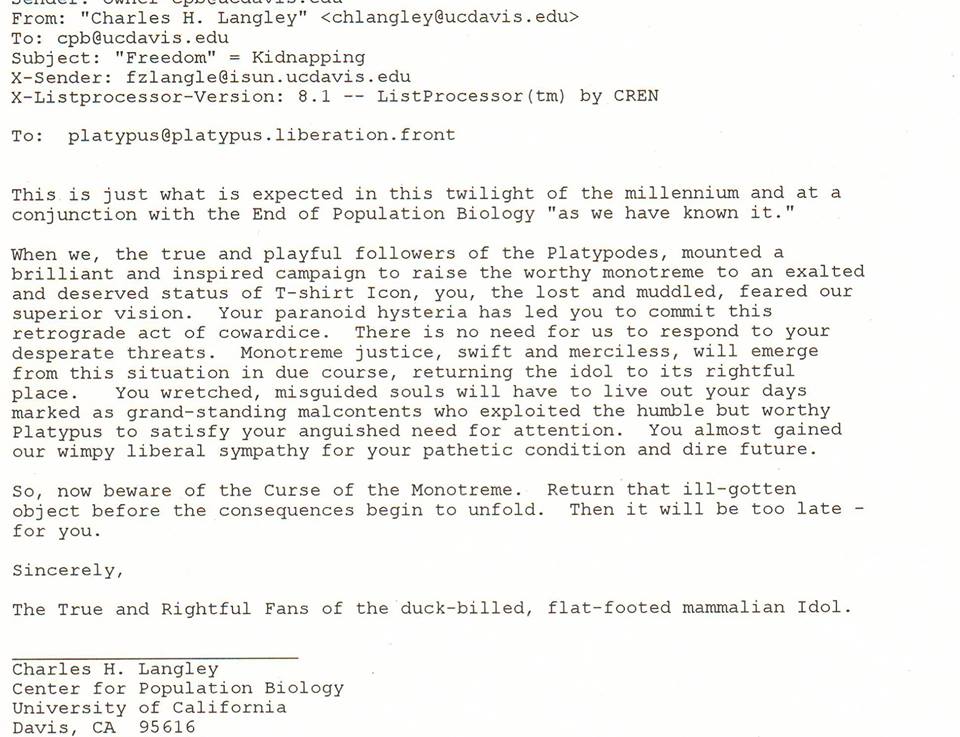 Sender: owner-cpb@ucdavis.edu
From: "Charles H. Langley" <chlangley@ucdavis.edu>
To: cpb@ucdavis.edu
Subject: "Freedom" = Kidnapping
X-Sender: fzlangle@isun.ucdavis.edu
X-Listprocessor-Version: 8.1 -- ListProcessor(tm) by CREN
To:  platypus@platypus.liberation.front
This is just what is expected in this twilight of the millennium and at a
conjunction with the End of Population Biology "as we have known it."
When we, the true and playful followers of the Platypodes, mounted a
brilliant and inspired campaign to raise the worthy monotreme to an exalted
and deserved status of T-shirt Icon, you, the lost and muddled, feared our
superior vision.  Your paranoid hysteria has led you to commit this
retrograde act of cowardice.  There is no need for us to respond to your
desperate threats.  Monotreme justice, swift and merciless, will emerge
from this situation in due course, returning the idol to its rightful
place.   You wretched, misguided souls will have to live out your days
marked as grand-standing malcontents who exploited the humble but worthy
Platypus to satisfy your anguished need for attention.  You almost gained
our wimpy liberal sympathy for your pathetic condition and dire future.
So, now beware of the Curse of the Monotreme.  Return that ill-gotten
object before the consequences begin to unfold.  Then it will be too late -
for you.
Sincerely,
The True and Rightful Fans of the duck-billed, flat-footed mammalian Idol.
Charles H. Langley
Center for Population Biology
University of California
Davis, CA  95616